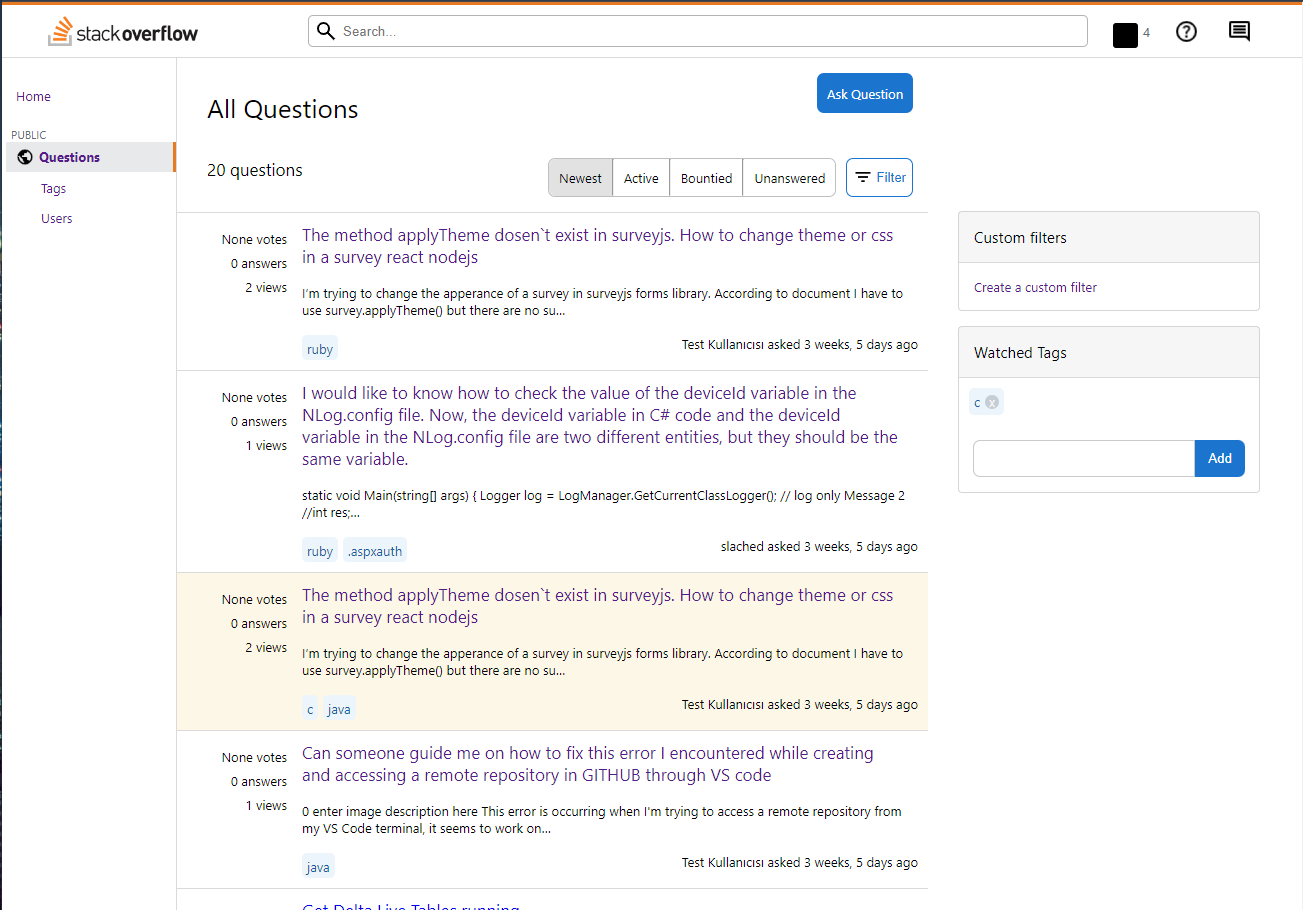 stackoverflow
Search...
4
Home
PUBLIC
Questions
Tags
Users
All Questions
Ask Question
20 questions
Newest
Active
Bountied
Unanswered
Filter
None votes
0 answers
2 views
The method applyTheme dosen`t exist in surveyjs. How to change theme or css
in a survey react nodejs
I'm trying to change the apperance of a survey in surveyjs forms library. According to document I have to
use survey.applyTheme() but there are no su...
ruby
Test Kullanıcısı asked 3 weeks, 5 days ago
None votes
0 answers
1 views
I would like to know how to check the value of the deviceId variable in the
NLog.config file. Now, the deviceId variable in C# code and the deviceId
variable in the NLog.config file are two different entities, but they should be the
same variable.
static void Main(string[] args) { Logger log = LogManager.GetCurrentClassLogger(); // log only Message 2
//int res;...
ruby
.aspxauth
slached asked 3 weeks, 5 days ago
None votes
0 answers
2 views
The method applyTheme dosen`t exist in surveyjs. How to change theme or css
in a survey react nodejs
I'm trying to change the apperance of a survey in surveyjs forms library. According to document I have to
use survey.applyTheme() but there are no su...
c
java
Test Kullanıcısı asked 3 weeks, 5 days ago
None votes
0 answers
1 views
Can someone guide me on how to fix this error I encountered while creating
and accessing a remote repository in GITHUB through VS code
0 enter image description here This error is occurring when I'm trying to access a remote repository from
my VS Code terminal, it seems to work on...
java
Test Kullanıcısı asked 3 weeks, 5 days ago
Get Delta Live Tables running
Custom filters
Create a custom filter
Watched Tags
c x
Add